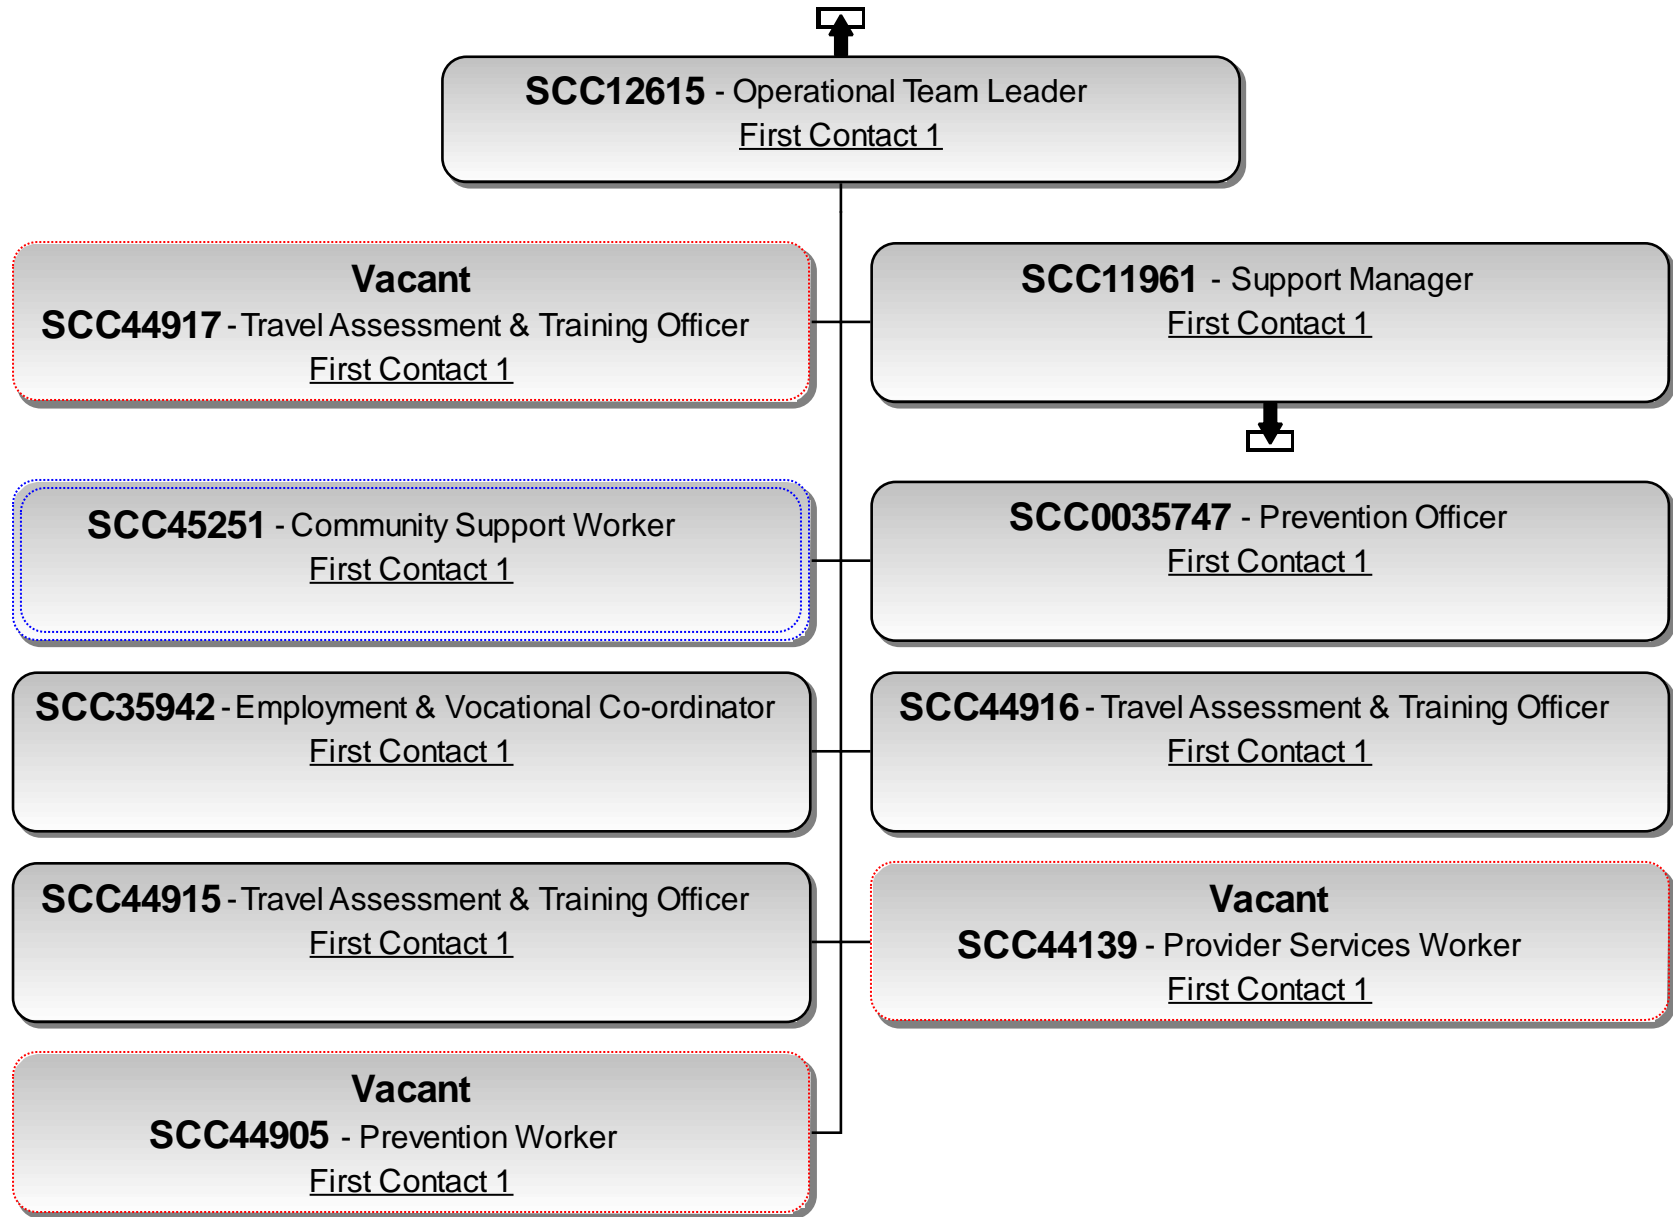 SCC12615 - Operational Team Leader
First Contact 1
Vacant
SCC44917 - Travel Assessment & Training Officer
First Contact 1
SCC11961 - Support Manager
First Contact 1
SCC45251 - Community Support Worker
First Contact 1
SCC0035747 - Prevention Officer
First Contact 1
SCC35942 - Employment & Vocational Co-ordinator
First Contact 1
SCC44916 - Travel Assessment & Training Officer
First Contact 1
SCC44915 - Travel Assessment & Training Officer
First Contact 1
Vacant
SCC44139 - Provider Services Worker
First Contact 1
Vacant
SCC44905 - Prevention Worker
First Contact 1